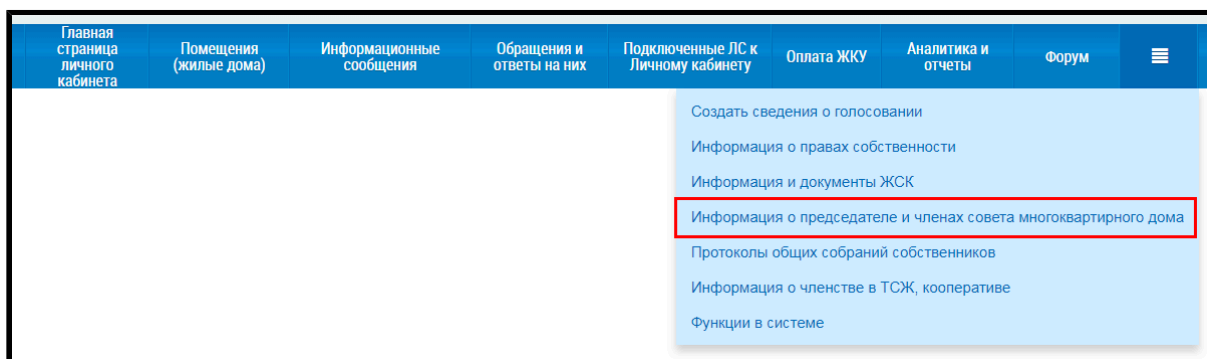 Главная
страница
личного
кабинета
Помещения
(жилые дома)
Информационные
сообщения
Обращения и
ответы на них
Подключенные ЛС к
Личному кабинету
Оплата ЖКУ
Аналитика и
отчеты
Форум
Создать сведения о голосовании
Информация о правах собственности
Информация и документы ЖСК
Информация о председателе и членах совета многоквартирного дома
Протоколы общих собраний собственников
Информация о членстве в ТСЖ, кооперативе
Функции в системе